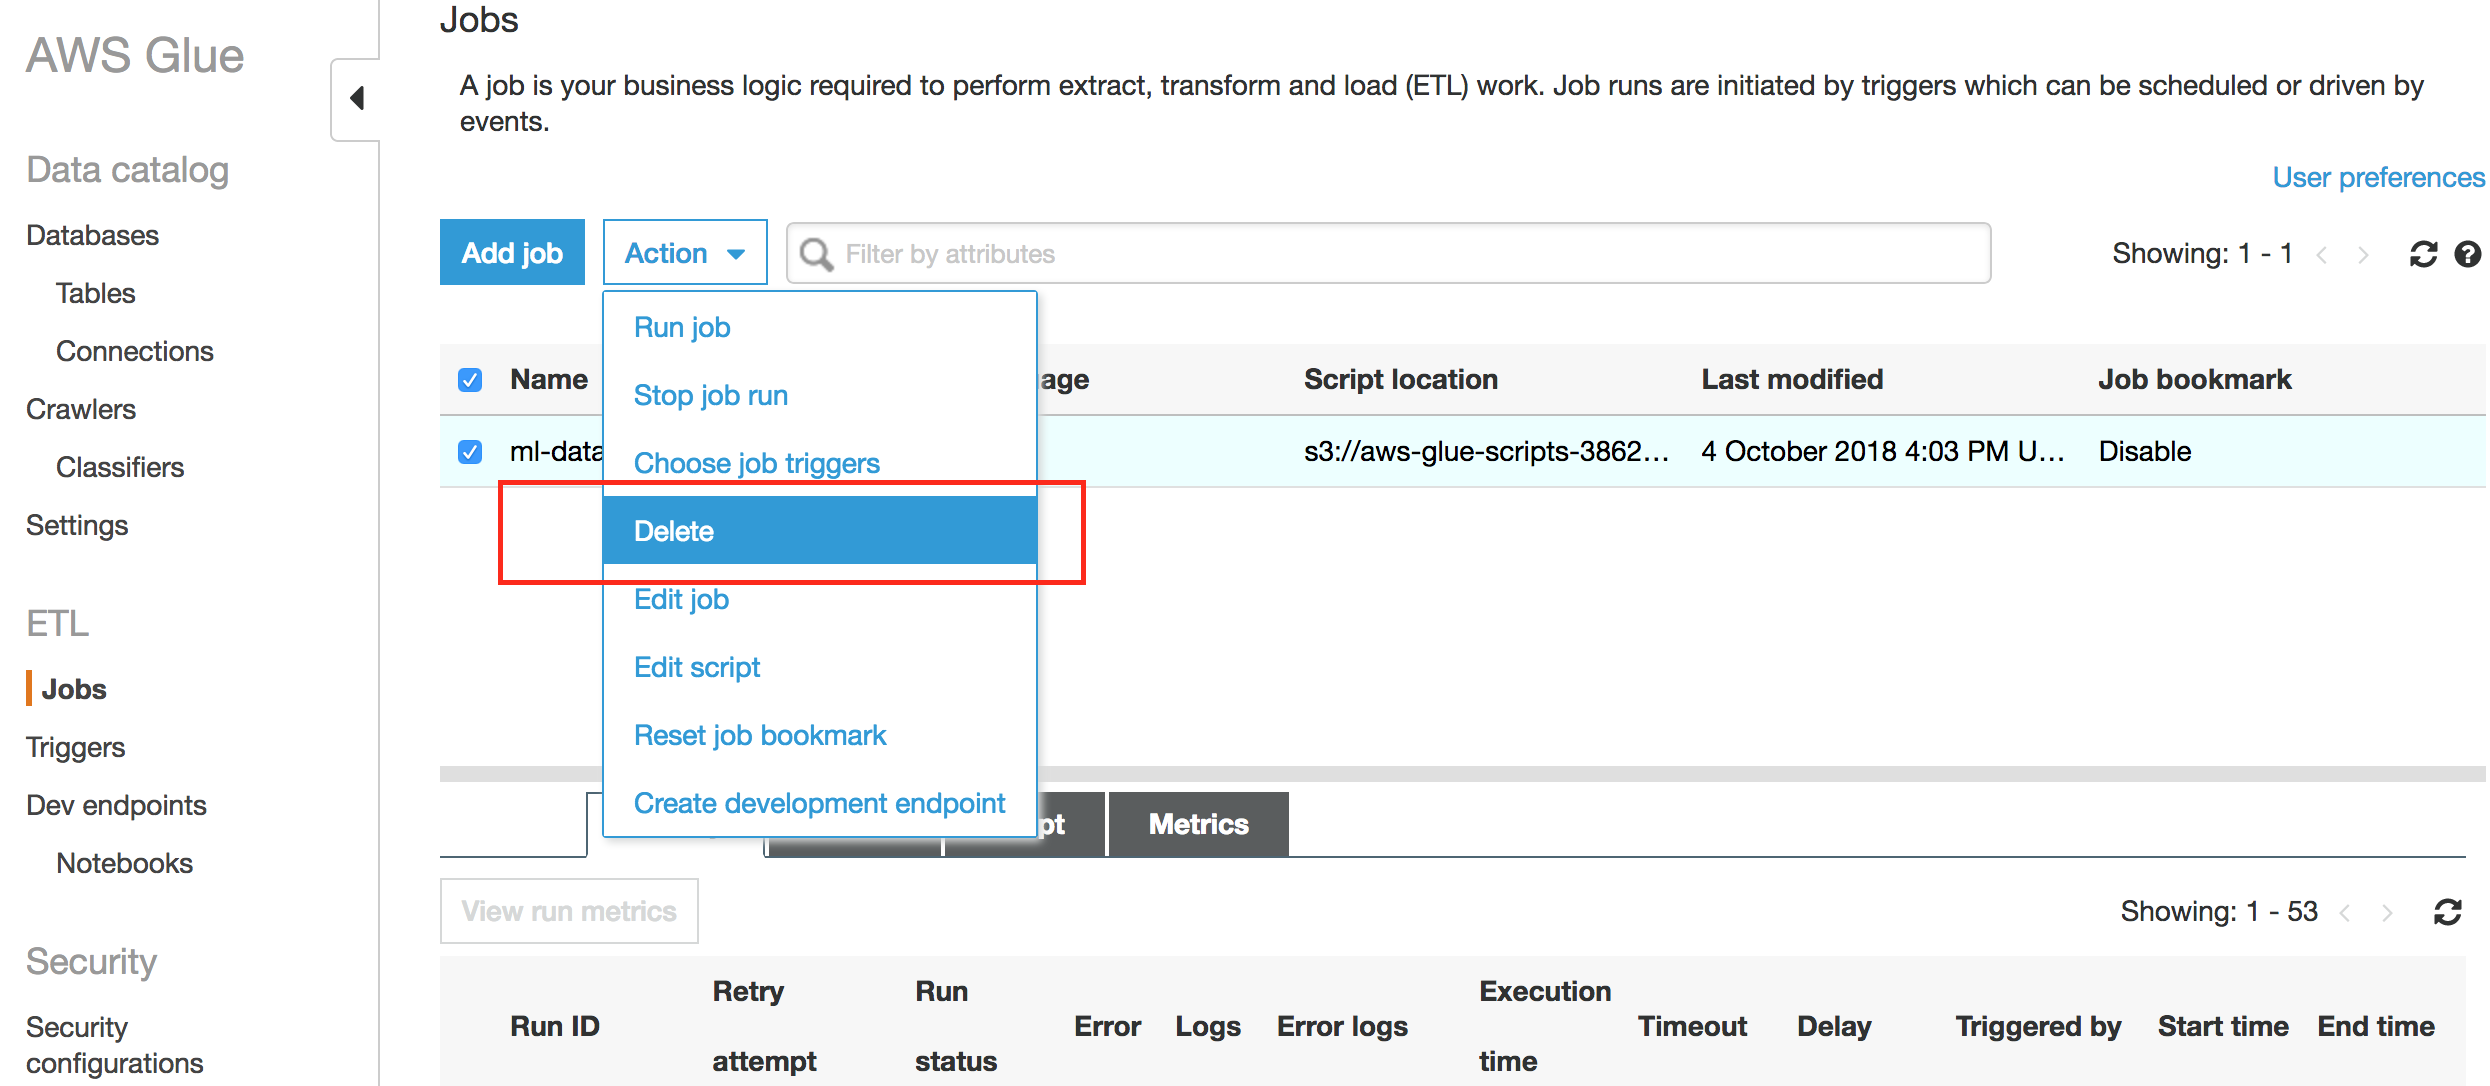 AWS Glue
Data catalog
Databases
Tables
Connections
Crawlers
Classifiers
Settings
ETL
Jobs
Triggers
Dev endpoints
Notebooks
Security
Security
configurations
Jobs
A job is your business logic required to perform extract, transform and load (ETL) work. Job runs are initiated by triggers which can be scheduled or driven by
events.
User preferences
Add job Action Filter by attributes Showing: 1 - 1
Run job
Stop job run
Choose job triggers
Delete
Edit job
Edit script
Reset job bookmark
Create development endpoint
Name age Script location Last modified Job bookmark
ml-data s3://aws-glue-scripts-3862... 4 October 2018 4:03 PM U... Disable
pt Metrics
View run metrics Showing: 1 - 53
Run ID Retry attempt Run status Error Logs Error logs Execution time Timeout Delay Triggered by Start time End time